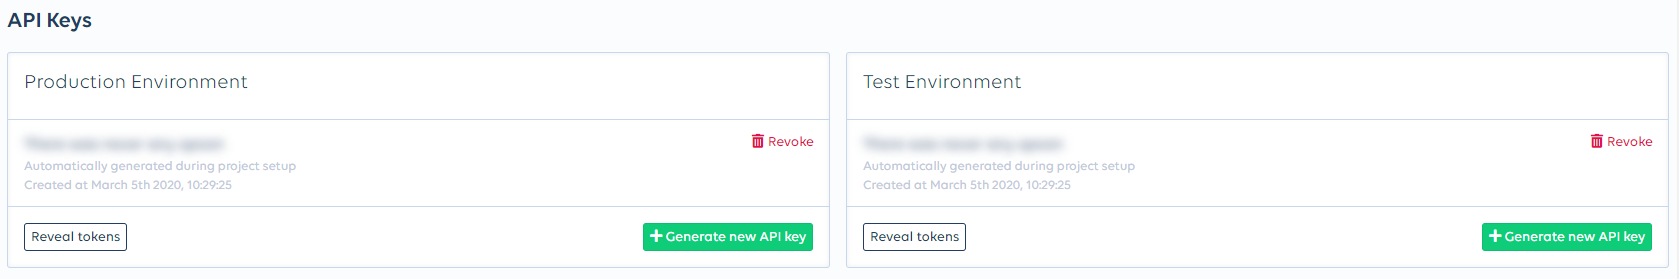 API Keys
Production Environment
Revoke
Automatically generated during project setup
Created at March 5th 2020, 10:29:25
Reveal tokens
Generate new API key
Test Environment
Revoke
Automatically generated during project setup
Created at March 5th 2020, 10:29:25
Reveal tokens
Generate new API key